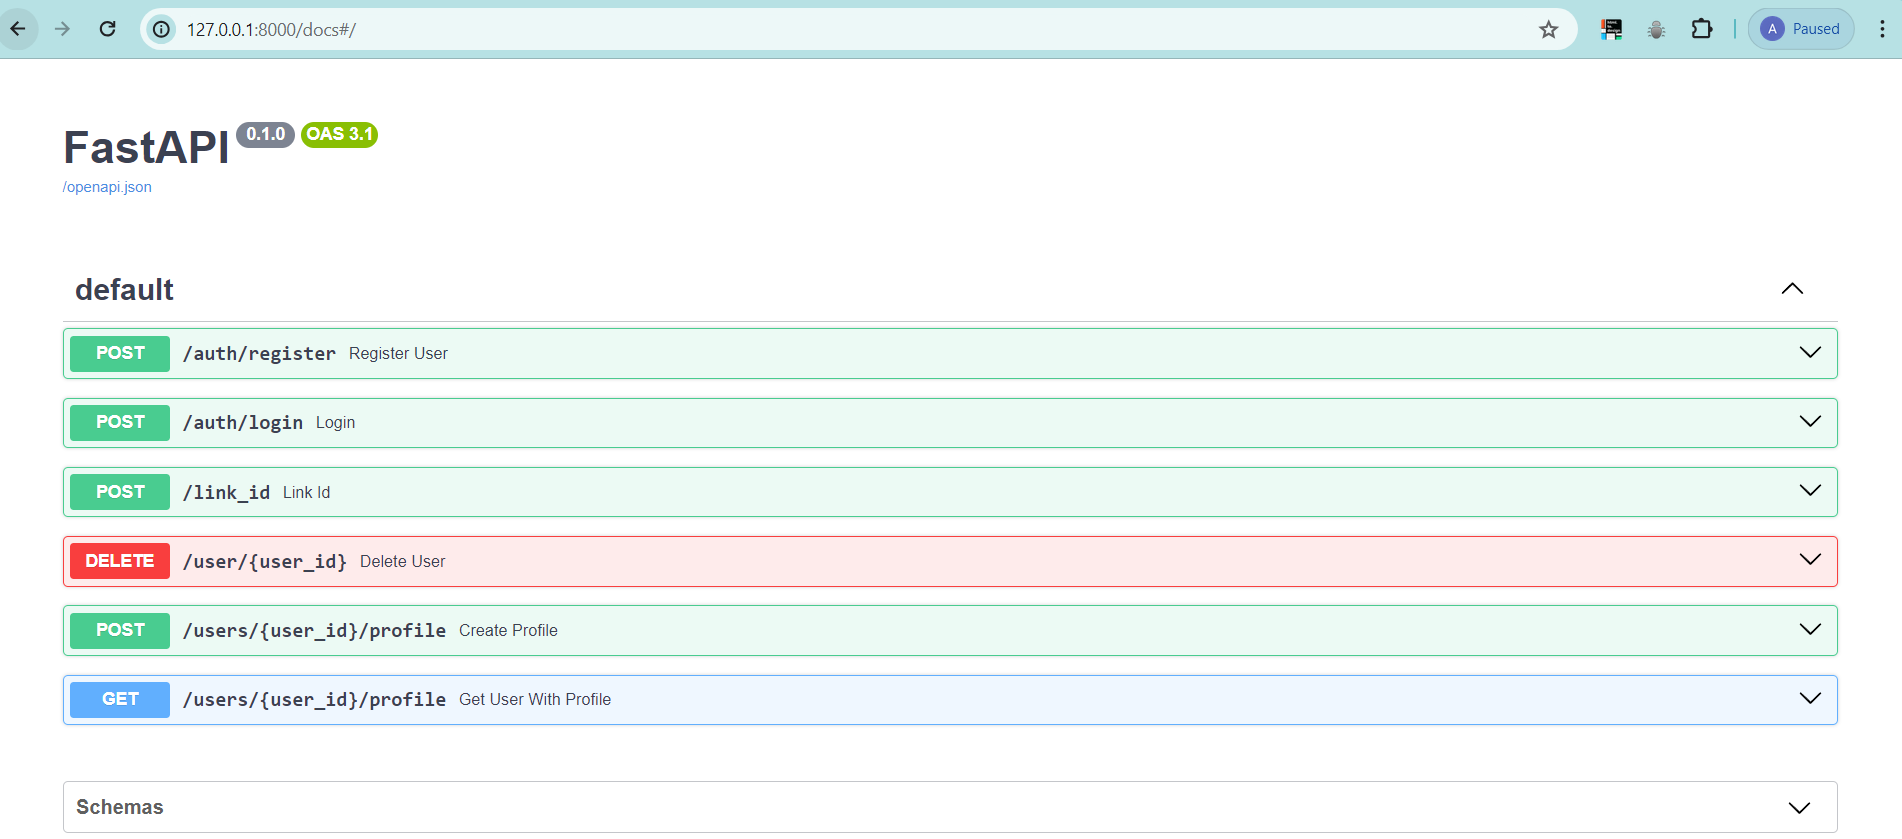 127.0.0.1:8000/docs#/
A Paused
FastAPI 0.1.0 OAS 3.1
/openapi.json
default
POST /auth/register Register User
POST /auth/login Login
POST /link_id Link Id
DELETE /user/{user_id} Delete User
POST /users/{user_id}/profile Create Profile
GET /users/{user_id}/profile Get User With Profile
Schemas